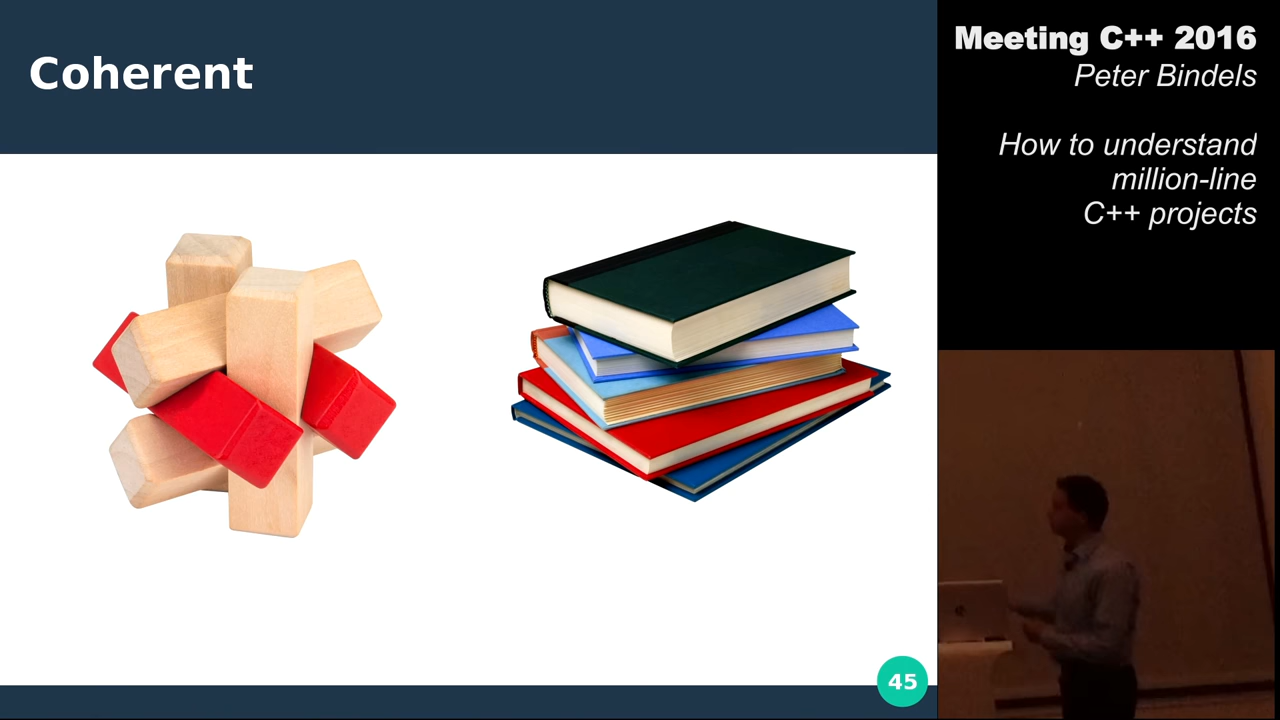 Coherent
45
Meeting C++ 2016
Peter Bindels
How to understand
million-line
C++ projects